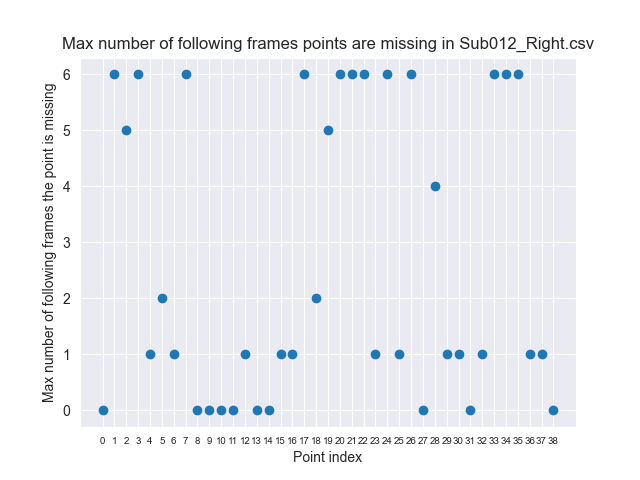 Max number of following frames points are missing in Sub012_Right.csv
Max number of following frames the point is missing
6
5
4
3
2
1
0
0 1 2 3 4 5 6 7 8 9 10 11 12 13 14 15 16 17 18 19 20 21 22 23 24 25 26 27 28 29 30 31 32 33 34 35 36 37 38
Point index